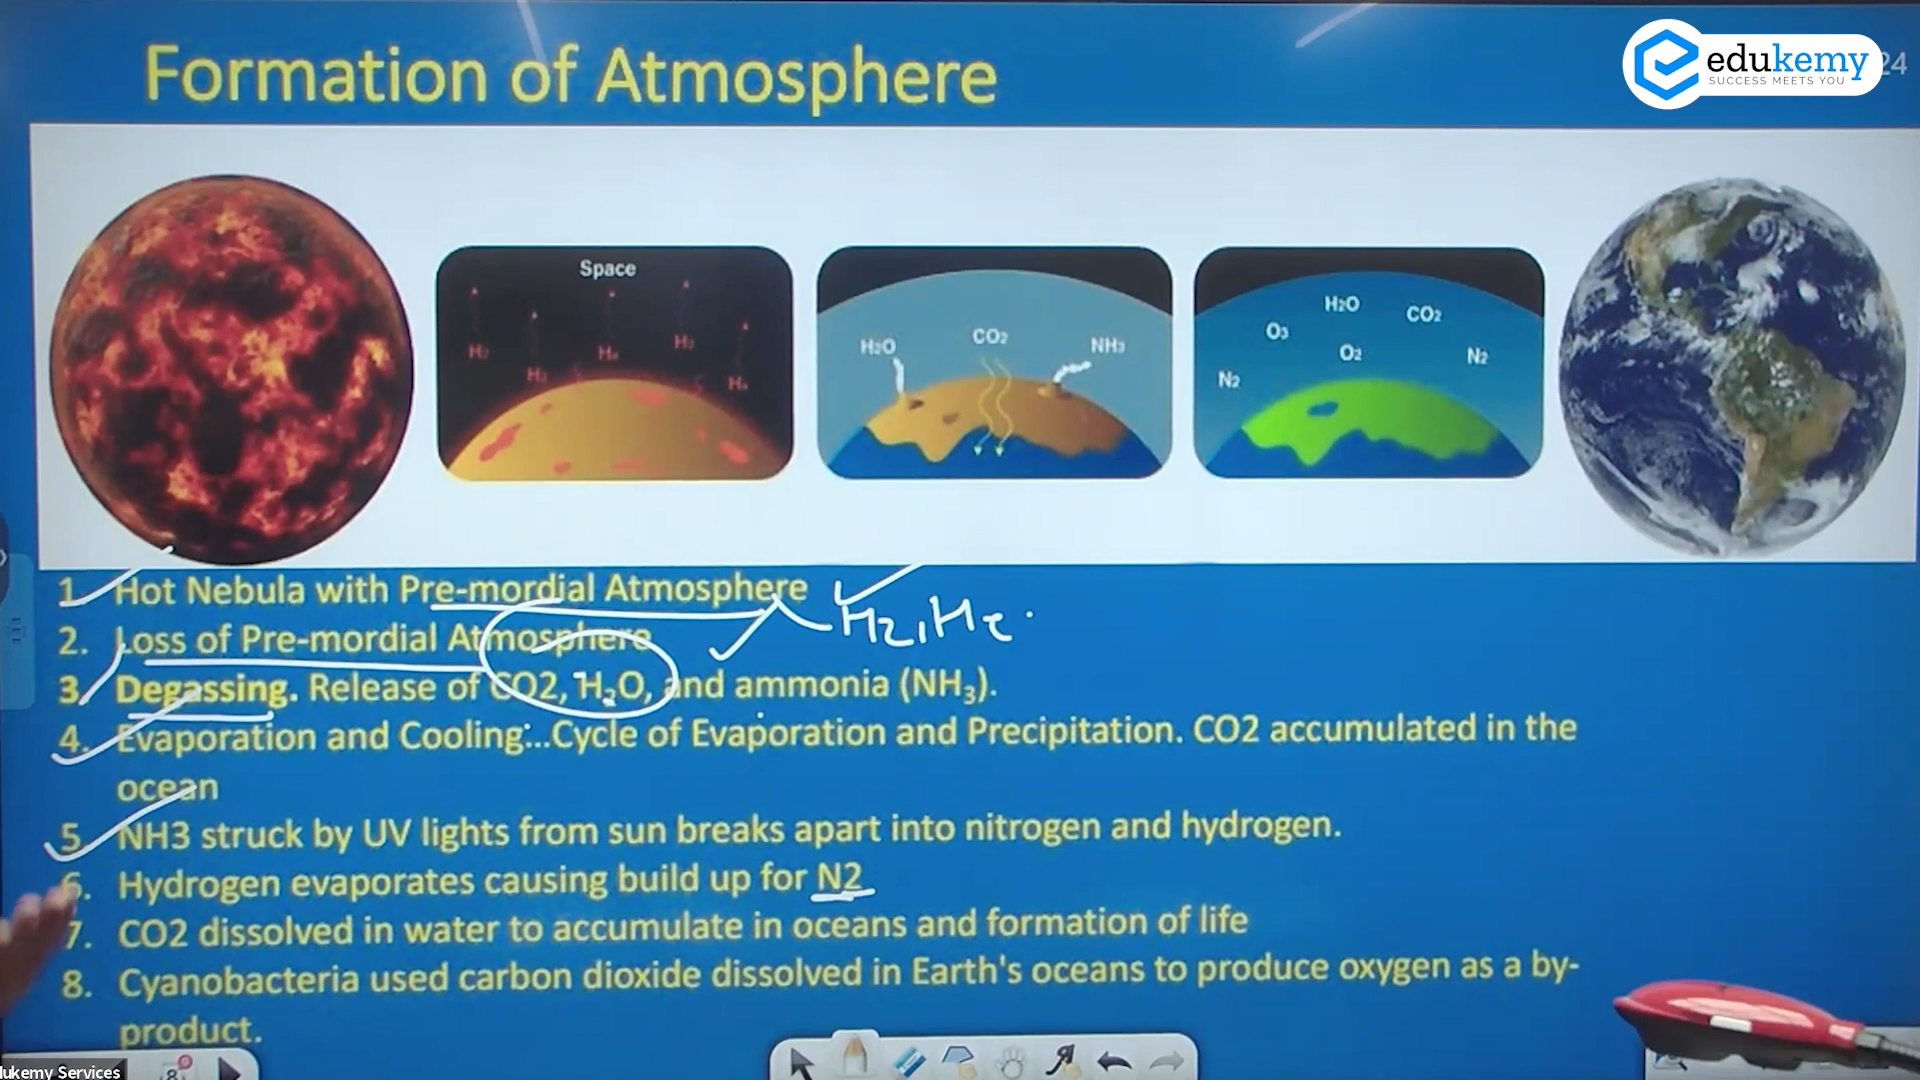 Formation of Atmosphere
edukemy
SUCCESS MEETS YOU
24
Space
H2
H2
H2
H2
CO2
H2O
NH3
H2O
CO2
O3
O2
N2
N2
1. Hot Nebula with Pre-mordial Atmosphere
H2, He.
2. Loss of Pre-mordial Atmosphere
3. Degassing. Release of CO2, H₂O, and ammonia (NH₃).
4. Evaporation and Cooling:..Cycle of Evaporation and Precipitation. CO2 accumulated in the
ocean
5. NH3 struck by UV lights from sun breaks apart into nitrogen and hydrogen.
6. Hydrogen evaporates causing build up for N2
7. CO2 dissolved in water to accumulate in oceans and formation of life
8. Cyanobacteria used carbon dioxide dissolved in Earth's oceans to produce oxygen as a by-
product.
8
lukemy Services